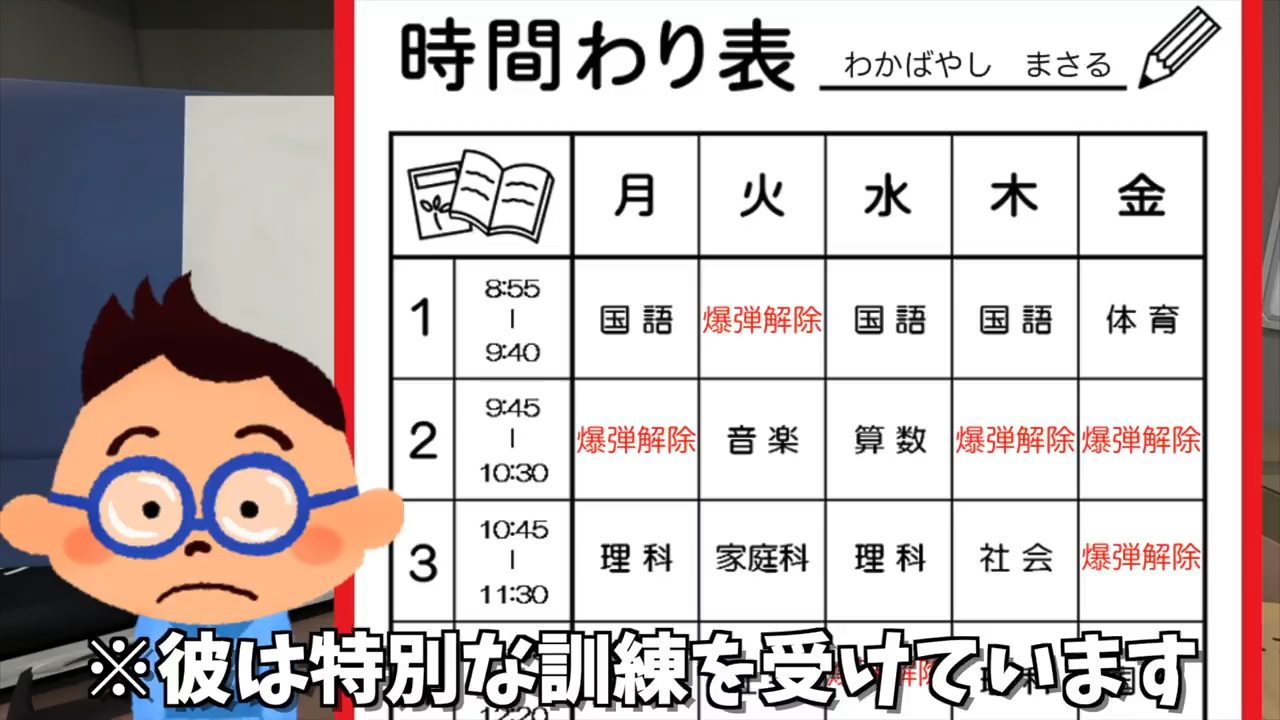 時間わり表 わかばやし まさる
月 火 水 木 金
1 8:55 | 9:40 国語 爆弾解除 国語 国語 体育
2 9:45 | 10:30 爆弾解除 音楽 算数 爆弾解除 爆弾解除
3 10:45 | 11:30 理科 家庭科 理科 社会 爆弾解除
※彼は特別な訓練を受けています
12:20